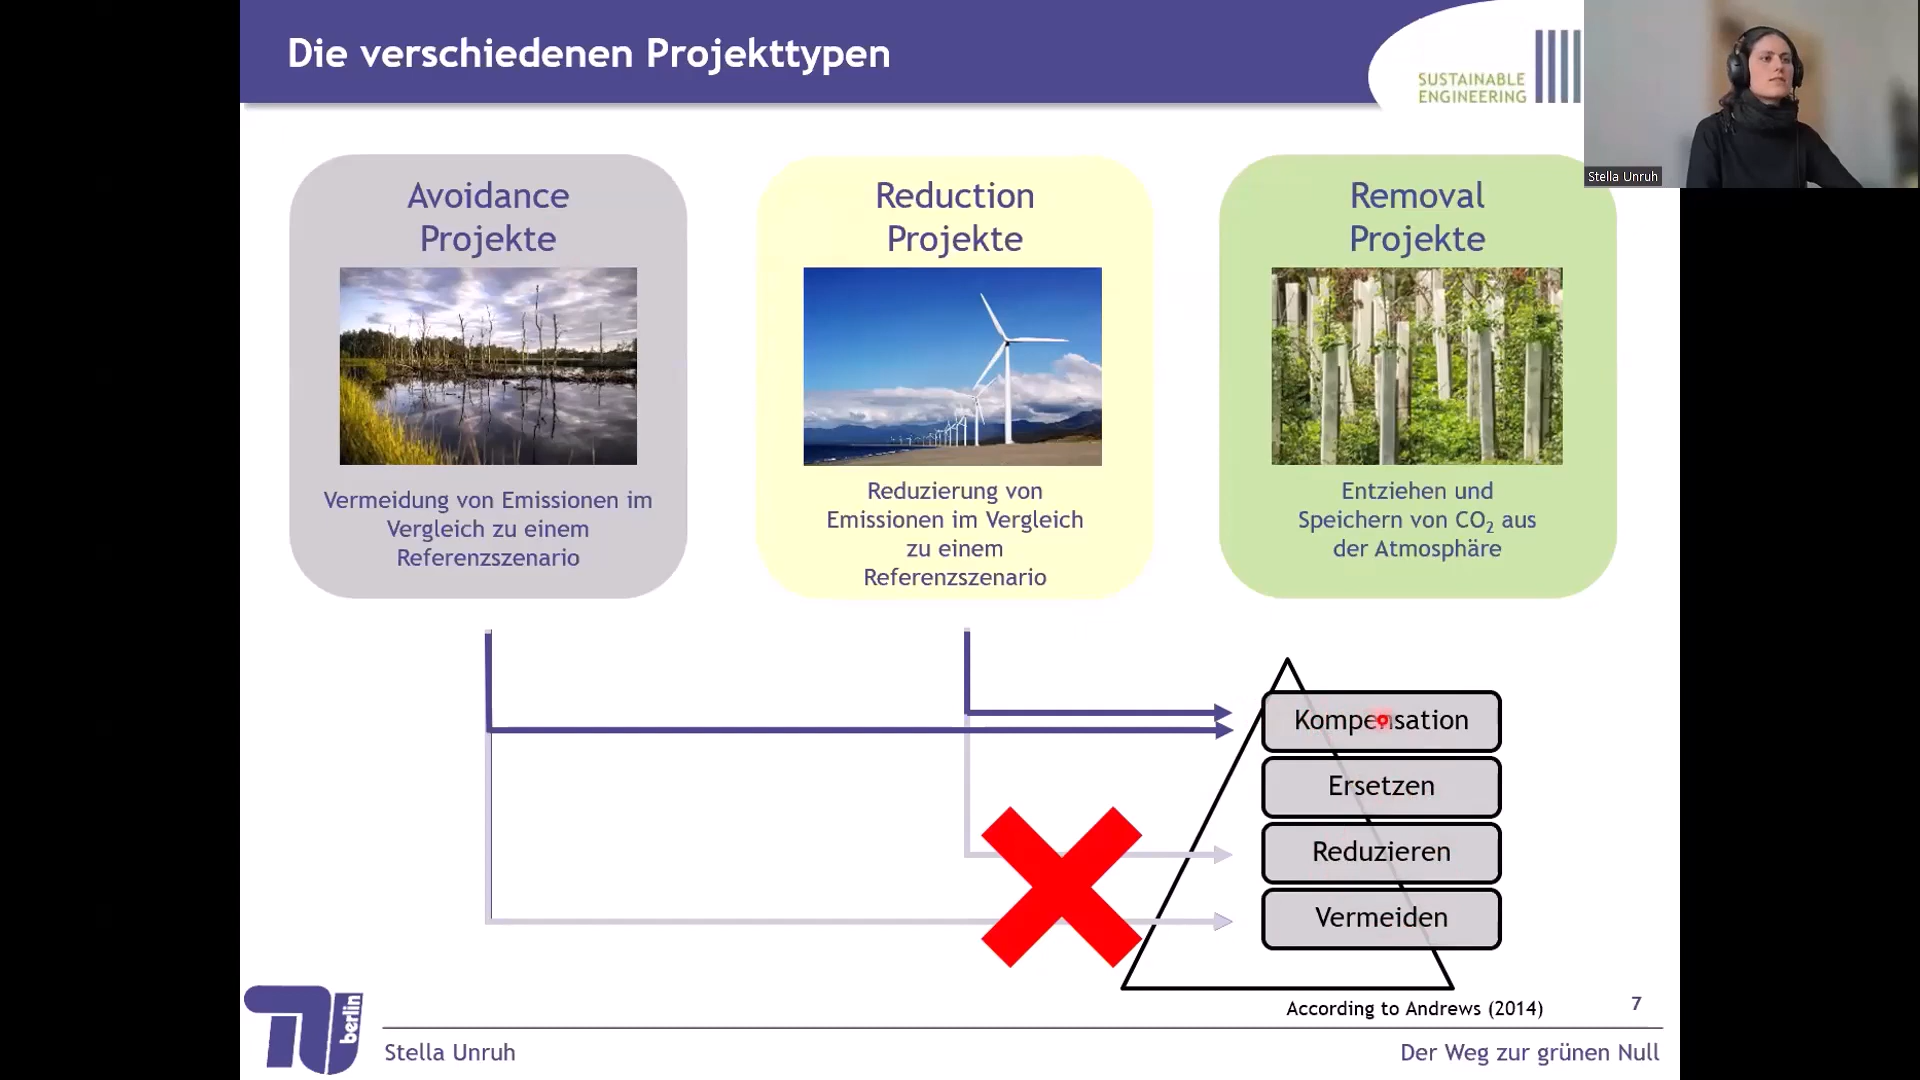 Die verschiedenen Projekttypen
SUSTAINABLE
ENGINEERING
Stella Unruh
Avoidance
Projekte
Vermeidung von Emissionen im
Vergleich zu einem
Referenzszenario
Reduction
Projekte
Reduzierung von
Emissionen im Vergleich
zu einem
Referenzszenario
Removal
Projekte
Entziehen und
Speichern von CO₂ aus
der Atmosphäre
Kompensation
Ersetzen
Reduzieren
Vermeiden
According to Andrews (2014)
7
berlin
Stella Unruh
Der Weg zur grünen Null